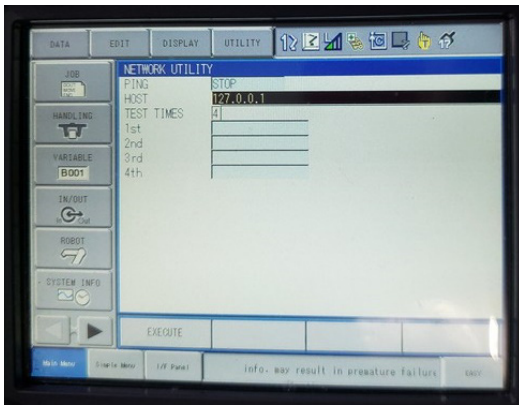 DATA EDIT DISPLAY UTILITY
JOB
HANDLING
VARIABLE
B001
IN/OUT
In Out
ROBOT
SYSTEM INFO
NETWORK UTILITY
PING STOP
HOST 127.0.0.1
TEST TIMES 4
1st
2nd
3rd
4th
EXECUTE
Main Menu Simple Menu I/F Panel info. may result in premature failure EASY